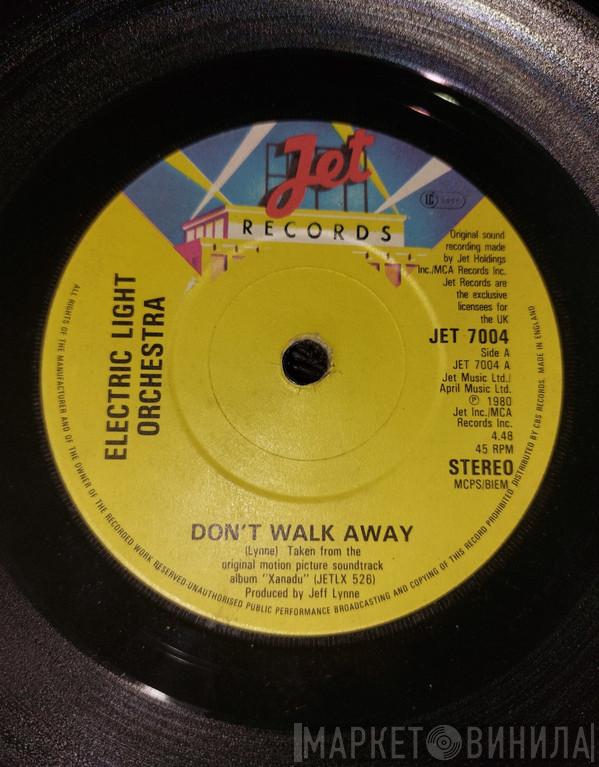 Jet
RECORDS
LC
Original sound
recording made
by Jet Holdings
Inc./MCA Records Inc.
Jet Records are
the exclusive
licensees for
the UK
JET 7004
Side A
JET 7004 A
Jet Music Ltd./
April Music Ltd.
Ⓟ 1980
Jet Inc./MCA
Records Inc.
4.48
45 RPM
STEREO
MCPS/BIEM
ELECTRIC LIGHT
ORCHESTRA
DON'T WALK AWAY
(Lynne) Taken from the
original motion picture soundtrack
album "Xanadu" (JETLX 526)
Produced by Jeff Lynne
ALL RIGHTS OF THE MANUFACTURER AND OF THE OWNER OF THE RECORDED WORK RESERVED·UNAUTHORISED PUBLIC PERFORMANCE BROADCASTING AND COPYING OF THIS RECORD PROHIBITED. DISTRIBUTED BY CBS RECORDS. MADE IN ENGLAND
МАРКЕТ ВИНИЛА